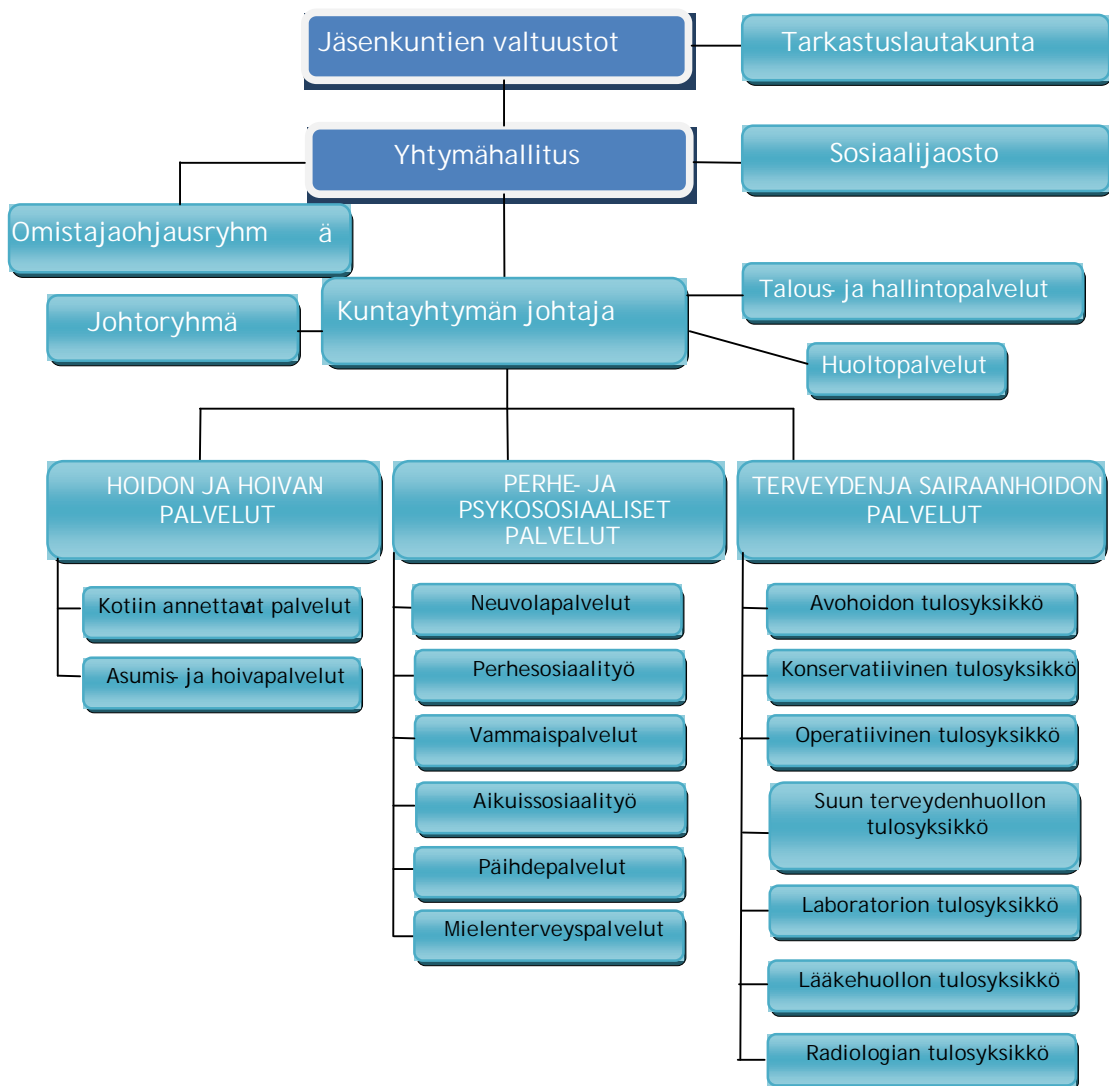 Jäsenkuntien valtuustot
Tarkastuslautakunta
Yhtymähallitus
Sosiaalijaosto
Omistajaohjausryhm ä
Talous- ja hallintopalvelut
Kuntayhtymän johtaja
Johtoryhmä
Huoltopalvelut
HOIDON JA HOIVAN
PALVELUT
Kotiin annettavat palvelut
Asumis- ja hoivapalvelut
PERHE- JA
PSYKOSOSIAALISET
PALVELUT
Neuvolapalvelut
Perhesosiaalityö
Vammaispalvelut
Aikuissosiaalityö
Päihdepalvelut
Mielenterveyspalvelut
TERVEYDENJA SAIRAANHOIDON
PALVELUT
Avohoidon tulosyksikkö
Konservatiivinen tulosyksikkö
Operatiivinen tulosyksikkö
Suun terveydenhuollon
tulosyksikkö
Laboratorion tulosyksikkö
Lääkehuollon tulosyksikkö
Radiologian tulosyksikkö